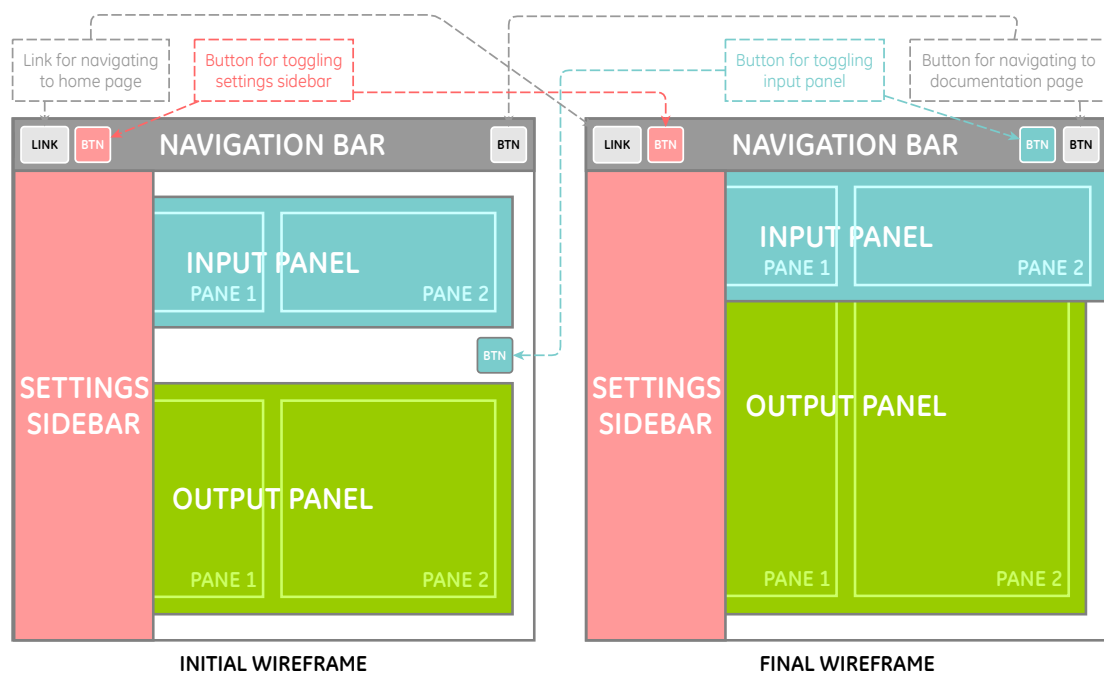 Link for navigating
to home page
Button for toggling
settings sidebar
Button for toggling
input panel
Button for navigating to
documentation page
LINK
BTN
NAVIGATION BAR
BTN
SETTINGS
SIDEBAR
INPUT PANEL
PANE 1
PANE 2
BTN
OUTPUT PANEL
PANE 1
PANE 2
INITIAL WIREFRAME
LINK
BTN
NAVIGATION BAR
BTN
BTN
SETTINGS
SIDEBAR
INPUT PANEL
PANE 1
PANE 2
OUTPUT PANEL
PANE 1
PANE 2
FINAL WIREFRAME